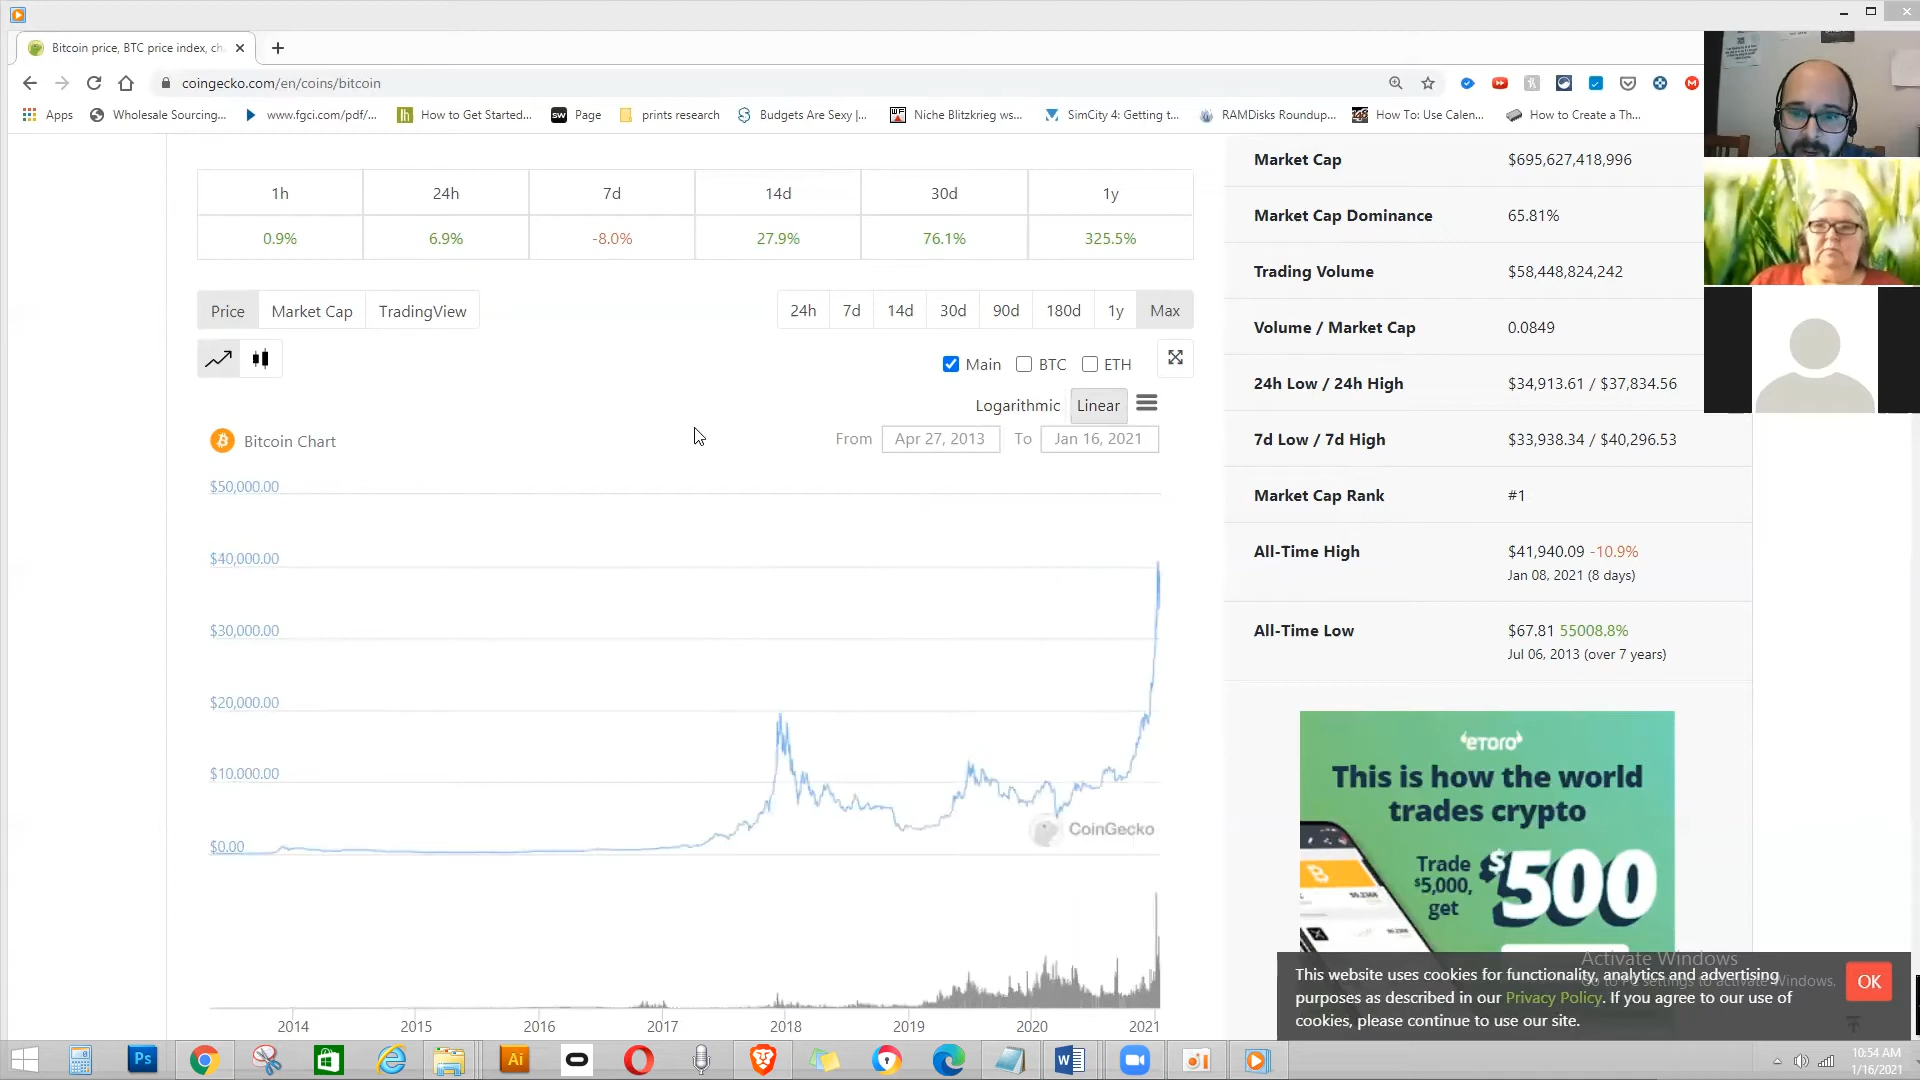 Bitcoin price, BTC price index, ch
coingecko.com/en/coins/bitcoin
Apps
Wholesale Sourcing...
www.fgci.com/pdf/...
How to Get Started...
Page
prints research
Budgets Are Sexy |...
Niche Blitzkrieg ws...
SimCity 4: Getting t...
RAMDisks Roundup...
How To: Use Calen...
How to Create a Th...
1h 24h 7d 14d 30d 1y
0.9% 6.9% -8.0% 27.9% 76.1% 325.5%
Price Market Cap TradingView
24h 7d 14d 30d 90d 180d 1y Max
Main BTC ETH
Logarithmic Linear
Bitcoin Chart
From Apr 27, 2013 To Jan 16, 2021
$50,000.00
$40,000.00
$30,000.00
$20,000.00
$10,000.00
$0.00
CoinGecko
2014 2015 2016 2017 2018 2019 2020 2021
Market Cap $695,627,418,996
Market Cap Dominance 65.81%
Trading Volume $58,448,824,242
Volume / Market Cap 0.0849
24h Low / 24h High $34,913.61 / $37,834.56
7d Low / 7d High $33,938.34 / $40,296.53
Market Cap Rank #1
All-Time High $41,940.09 -10.9%
Jan 08, 2021 (8 days)
All-Time Low $67.81 55008.8%
Jul 06, 2013 (over 7 years)
eToro
This is how the world
trades crypto
Trade
$5,000,
get
$500
Activate Windows
Go to PC settings to activate Windows.
This website uses cookies for functionality, analytics and advertising
purposes as described in our Privacy Policy. If you agree to our use of
cookies, please continue to use our site.
OK
Ps
Ai
W
10:54 AM
1/16/2021